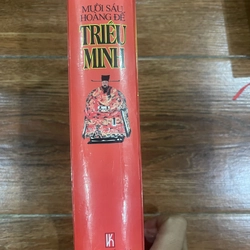 MƯỜI SÁU
HOÀNG ĐẾ
TRIỀU
MINH